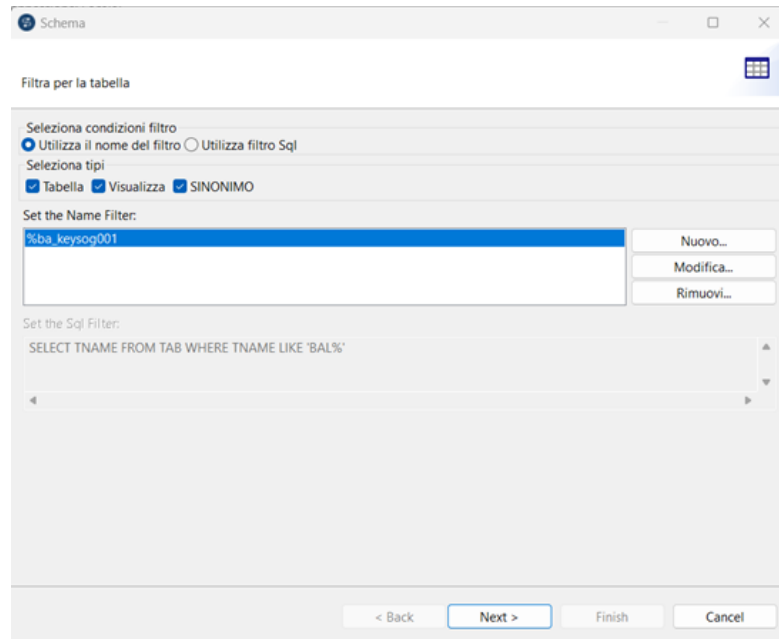 Schema
Filtra per la tabella
Seleziona condizioni filtro
Utilizza il nome del filtro Utilizza filtro Sql
Seleziona tipi
Tabella Visualizza SINONIMO
Set the Name Filter:
%ba_keysog001
Nuovo...
Modifica...
Rimuovi...
Set the Sql Filter:
SELECT TNAME FROM TAB WHERE TNAME LIKE 'BAL%'
< Back Next > Finish Cancel